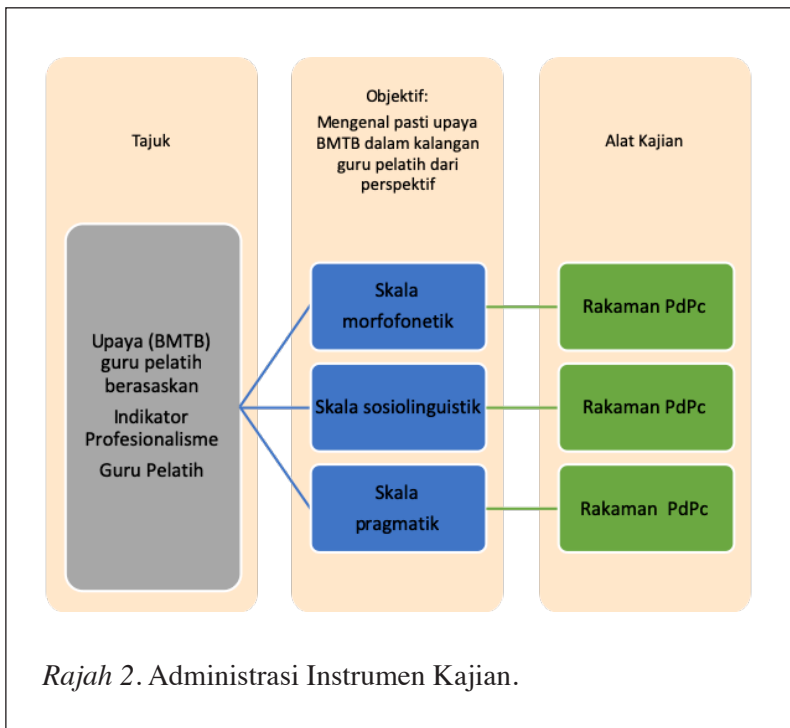 Tajuk
Upaya (BMTB)
guru pelatih
berasaskan
Indikator
Profesionalisme
Guru Pelatih
Objektif:
Mengenal pasti upaya
BMTB dalam kalangan
guru pelatih dari
perspektif
Skala
morfofonetik
Skala sosiolinguistik
Skala
pragmatik
Alat Kajian
Rakaman PdPc
Rakaman PdPc
Rakaman PdPc
Rajah 2. Administrasi Instrumen Kajian.